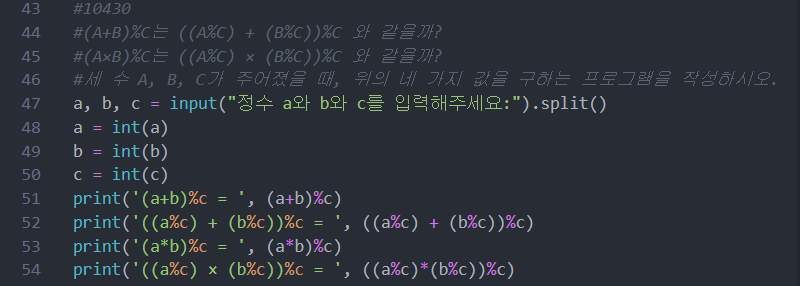 43 #10430
44 #(A+B)%C는 ((A%C) + (B%C))%C 와 같을까?
45 #(A×B)%C는 ((A%C) × (B%C))%C 와 같을까?
46 #세 수 A, B, C가 주어졌을 때, 위의 네 가지 값을 구하는 프로그램을 작성하시오.
47 a, b, c = input("정수 a와 b와 c를 입력해주세요:").split()
48 a = int(a)
49 b = int(b)
50 c = int(c)
51 print('(a+b)%c = ', (a+b)%c)
52 print('((a%c) + (b%c))%c = ', ((a%c) + (b%c))%c)
53 print('(a*b)%c = ', (a*b)%c)
54 print('((a%c) × (b%c))%c = ', ((a%c)*(b%c))%c)